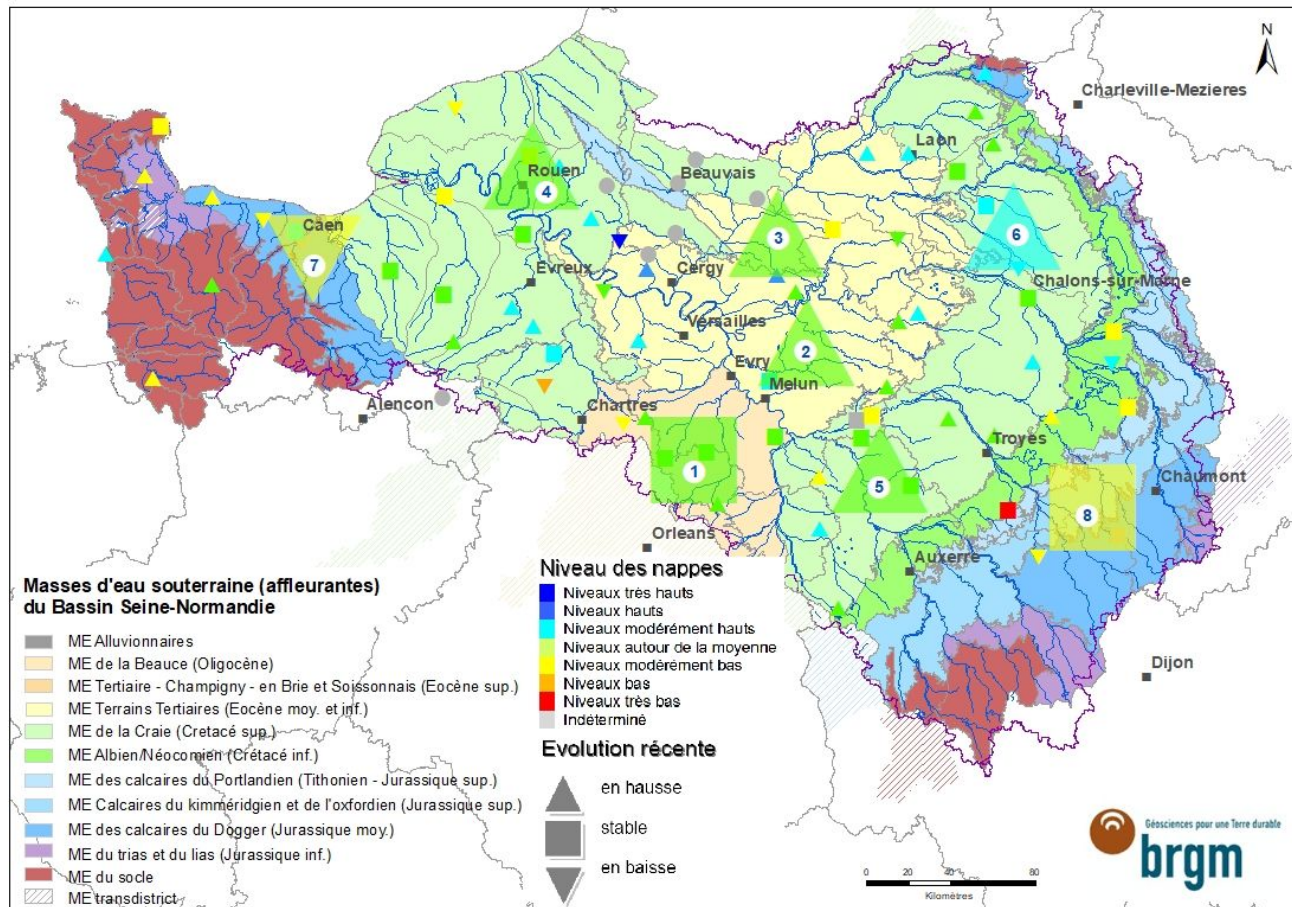 N
Charleville-Mezieres
Laon
Beauvais
Rouen
4
3
6
Caen
7
Evreux
Cergy
Chalons-sur-Marne
Versailles
2
Evry
Melun
Alencon
Chartres
Troyes
1
5
Chaumont
8
Orleans
Auxerre
Dijon
Masses d'eau souterraine (affleurantes)
du Bassin Seine-Normandie
ME Alluvionnaires
ME de la Beauce (Oligocène)
ME Tertiaire - Champigny - en Brie et Soissonnais (Eocène sup.)
ME Terrains Tertiaires (Eocène moy. et inf.)
ME de la Craie (Cretacé sup.)
ME Albien/Néocomien (Crétacé inf.)
ME des calcaires du Portlandien (Tithonien - Jurassique sup.)
ME Calcaires du kimméridgien et de l'oxfordien (Jurassique sup.)
ME des calcaires du Dogger (Jurassique moy.)
ME du trias et du lias (Jurassique inf.)
ME du socle
ME transdistrict
Niveau des nappes
Niveaux très hauts
Niveaux hauts
Niveaux modérément hauts
Niveaux autour de la moyenne
Niveaux modérément bas
Niveaux bas
Niveaux très bas
Indéterminé
Evolution récente
en hausse
stable
en baisse
0 20 40 60 80
Kilomètres
Géosciences pour une Terre durable
brgm